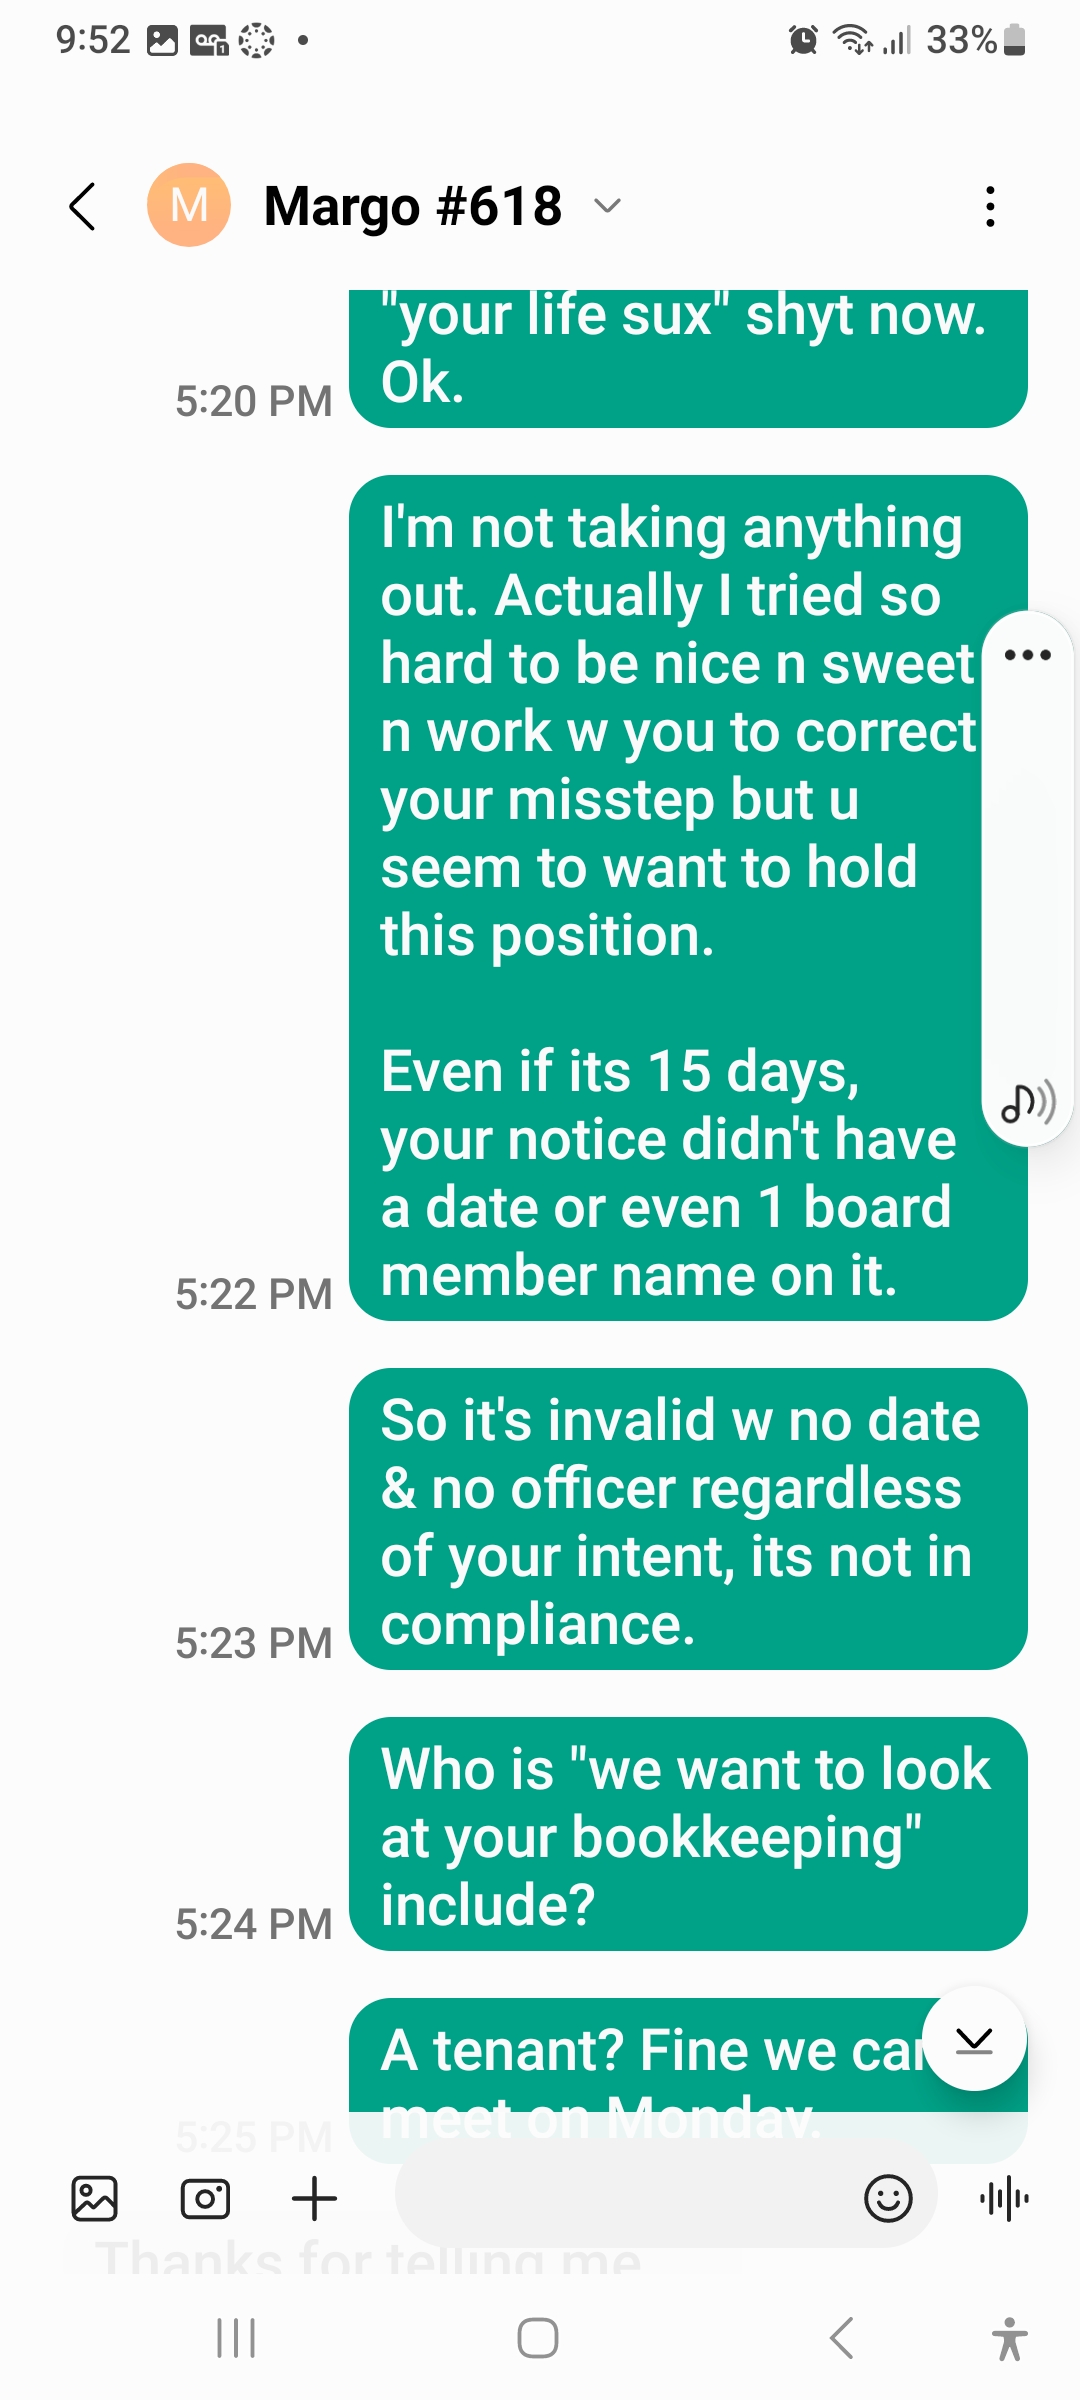 9:52
33%
M
Margo #618
"your life sux" shyt now.
Ok.
5:20 PM
I'm not taking anything
out. Actually I tried so
hard to be nice n sweet
n work w you to correct
your misstep but u
seem to want to hold
this position.
Even if its 15 days,
your notice didn't have
a date or even 1 board
member name on it.
5:22 PM
So it's invalid w no date
& no officer regardless
of your intent, its not in
compliance.
5:23 PM
Who is "we want to look
at your bookkeeping"
include?
5:24 PM
A tenant? Fine we can
meet on Monday.
5:25 PM
Thanks for telling me